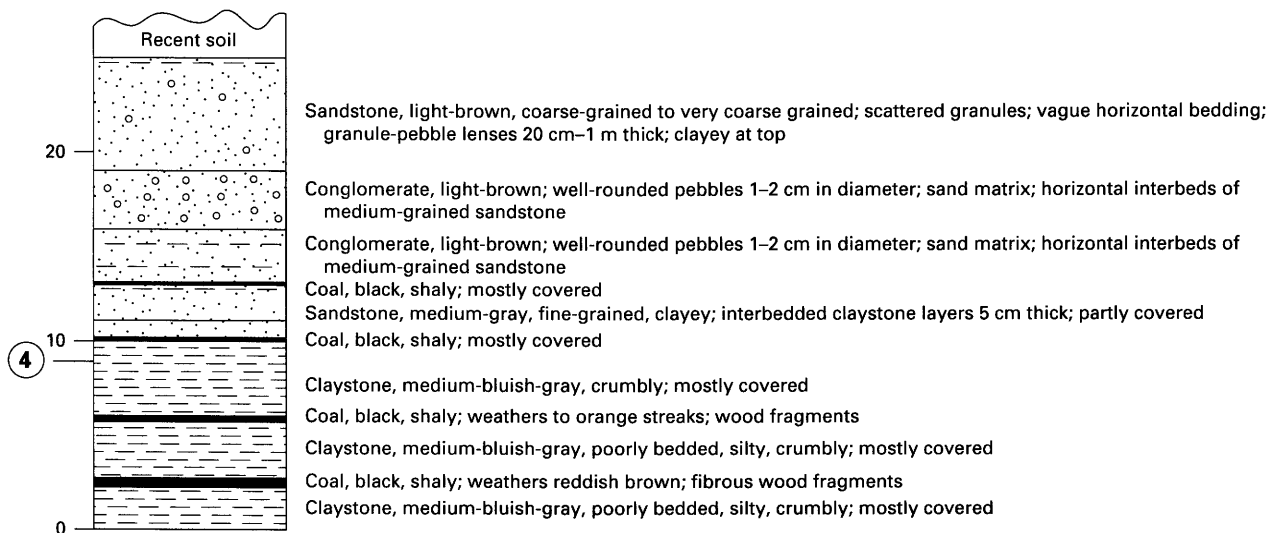 Recent soil
Sandstone, light-brown, coarse-grained to very coarse grained; scattered granules; vague horizontal bedding;
granule-pebble lenses 20 cm–1 m thick; clayey at top
20
Conglomerate, light-brown; well-rounded pebbles 1–2 cm in diameter; sand matrix; horizontal interbeds of
medium-grained sandstone
Conglomerate, light-brown; well-rounded pebbles 1–2 cm in diameter; sand matrix; horizontal interbeds of
medium-grained sandstone
Coal, black, shaly; mostly covered
Sandstone, medium-gray, fine-grained, clayey; interbedded claystone layers 5 cm thick; partly covered
10
Coal, black, shaly; mostly covered
4
Claystone, medium-bluish-gray, crumbly; mostly covered
Coal, black, shaly; weathers to orange streaks; wood fragments
Claystone, medium-bluish-gray, poorly bedded, silty, crumbly; mostly covered
Coal, black, shaly; weathers reddish brown; fibrous wood fragments
Claystone, medium-bluish-gray, poorly bedded, silty, crumbly; mostly covered
0